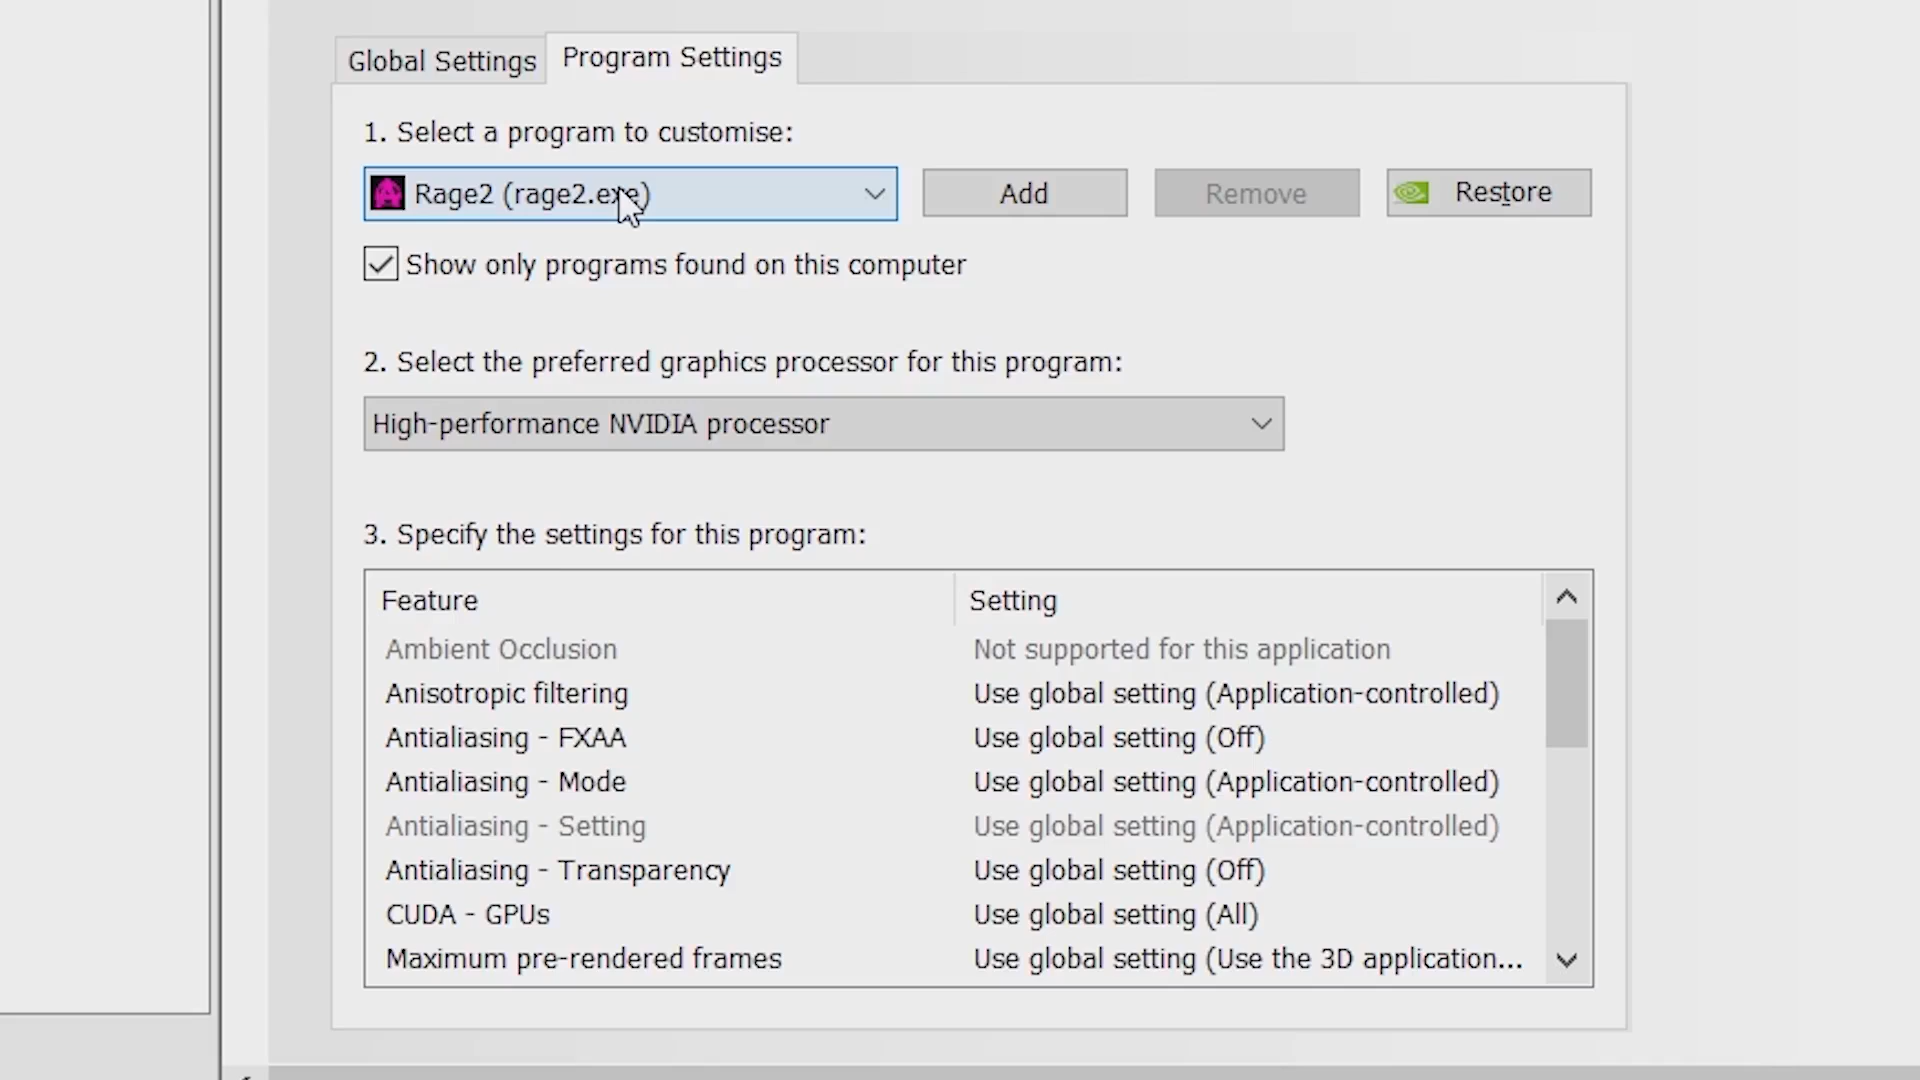 Global Settings
Program Settings
1. Select a program to customise:
Rage2 (rage2.exe)
Add
Remove
Restore
Show only programs found on this computer
2. Select the preferred graphics processor for this program:
High-performance NVIDIA processor
3. Specify the settings for this program:
Feature Setting
Ambient Occlusion Not supported for this application
Anisotropic filtering Use global setting (Application-controlled)
Antialiasing - FXAA Use global setting (Off)
Antialiasing - Mode Use global setting (Application-controlled)
Antialiasing - Setting Use global setting (Application-controlled)
Antialiasing - Transparency Use global setting (Off)
CUDA - GPUs Use global setting (All)
Maximum pre-rendered frames Use global setting (Use the 3D application...